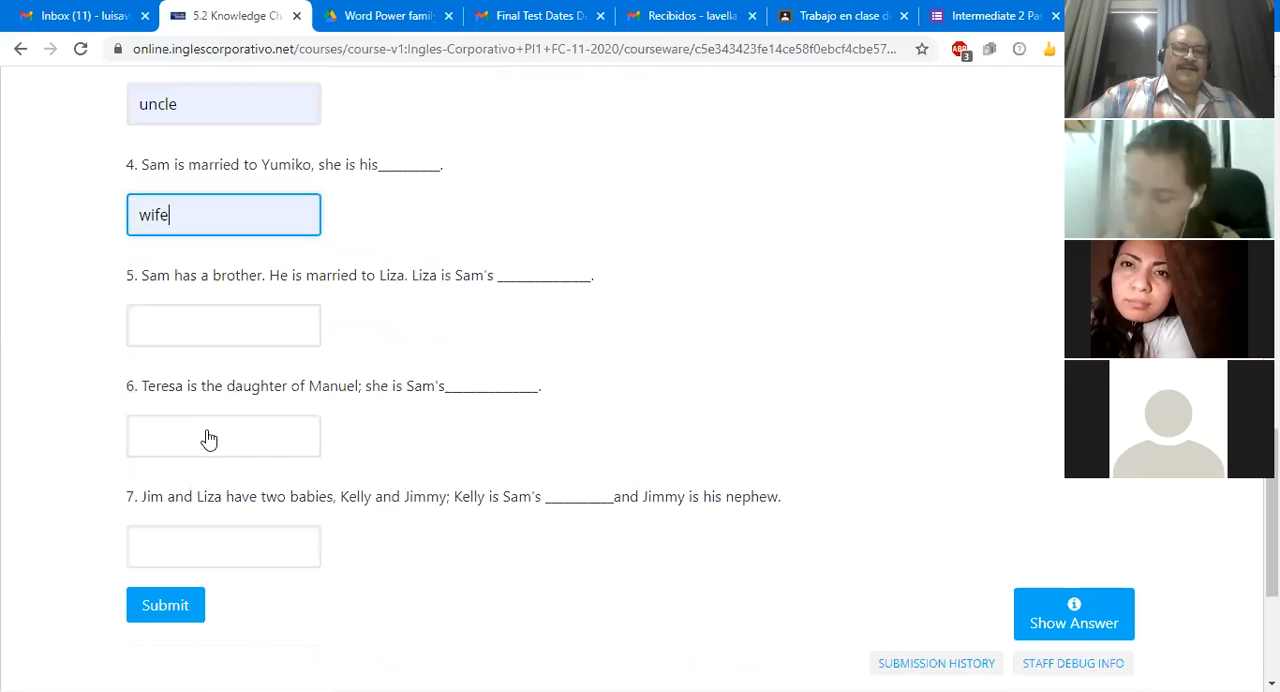 Inbox (11) - luisav
5.2 Knowledge Ch
Word Power famil
Final Test Dates D
Recibidos - lavella
Trabajo en clase d
Intermediate 2 Pa
online.inglescorporativo.net/courses/course-v1:Ingles-Corporativo+PI1+FC-11-2020/courseware/c5e343423fe14ce58f0ebcf4cbe57...
ABP
3
uncle
4. Sam is married to Yumiko, she is his_________.
wife
5. Sam has a brother. He is married to Liza. Liza is Sam's _____________.
6. Teresa is the daughter of Manuel; she is Sam's_____________.
7. Jim and Liza have two babies, Kelly and Jimmy; Kelly is Sam's __________and Jimmy is his nephew.
Submit
Show Answer
SUBMISSION HISTORY
STAFF DEBUG INFO